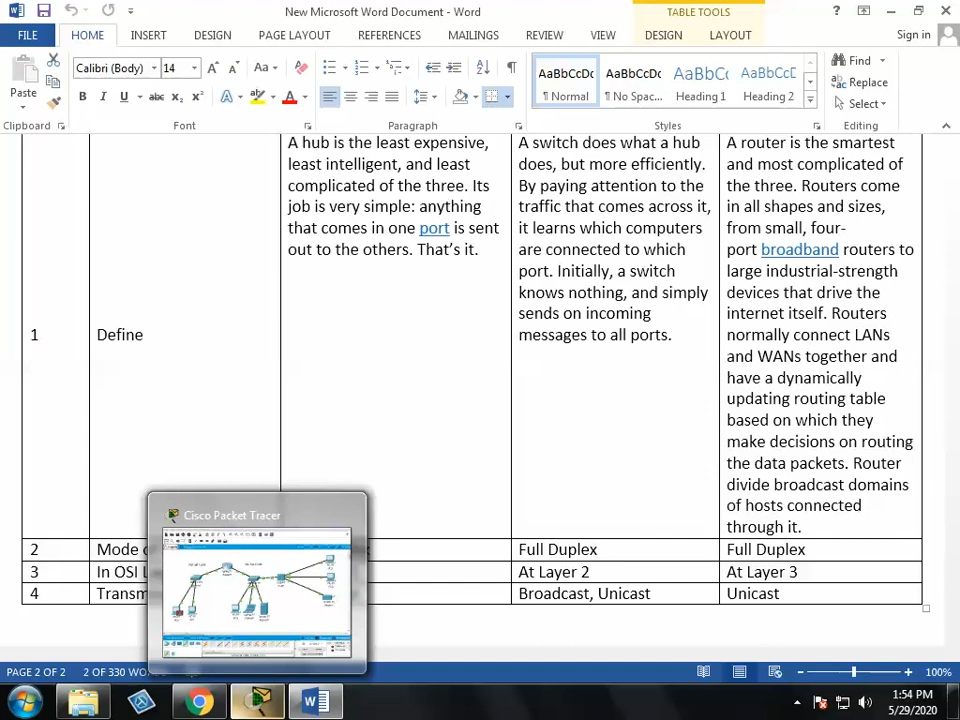 New Microsoft Word Document - Word
TABLE TOOLS
?
Sign in
FILE
HOME
INSERT
DESIGN
PAGE LAYOUT
REFERENCES
MAILINGS
REVIEW
VIEW
DESIGN
LAYOUT
Paste
Calibri (Body)
14
Aa
B I U abc x₂ x² A A
AaBbCcDc
¶ Normal
AaBbCcDc
¶ No Spac...
AaBbC
Heading 1
AaBbCcD
Heading 2
Find
Replace
Select
Clipboard
Font
Paragraph
Styles
Editing
1
Define
A hub is the least expensive,
least intelligent, and least
complicated of the three. Its
job is very simple: anything
that comes in one port is sent
out to the others. That’s it.
A switch does what a hub
does, but more efficiently.
By paying attention to the
traffic that comes across it,
it learns which computers
are connected to which
port. Initially, a switch
knows nothing, and simply
sends on incoming
messages to all ports.
A router is the smartest
and most complicated of
the three. Routers come
in all shapes and sizes,
from small, four-
port broadband routers to
large industrial-strength
devices that drive the
internet itself. Routers
normally connect LANs
and WANs together and
have a dynamically
updating routing table
based on which they
make decisions on routing
the data packets. Router
divide broadcast domains
of hosts connected
through it.
2
Mode
Full Duplex
Full Duplex
3
In OSI
At Layer 2
At Layer 3
4
Broadcast, Unicast
Unicast
Cisco Packet Tracer
PAGE 2 OF 2
2 OF 330
100%
1:54 PM
5/29/2020